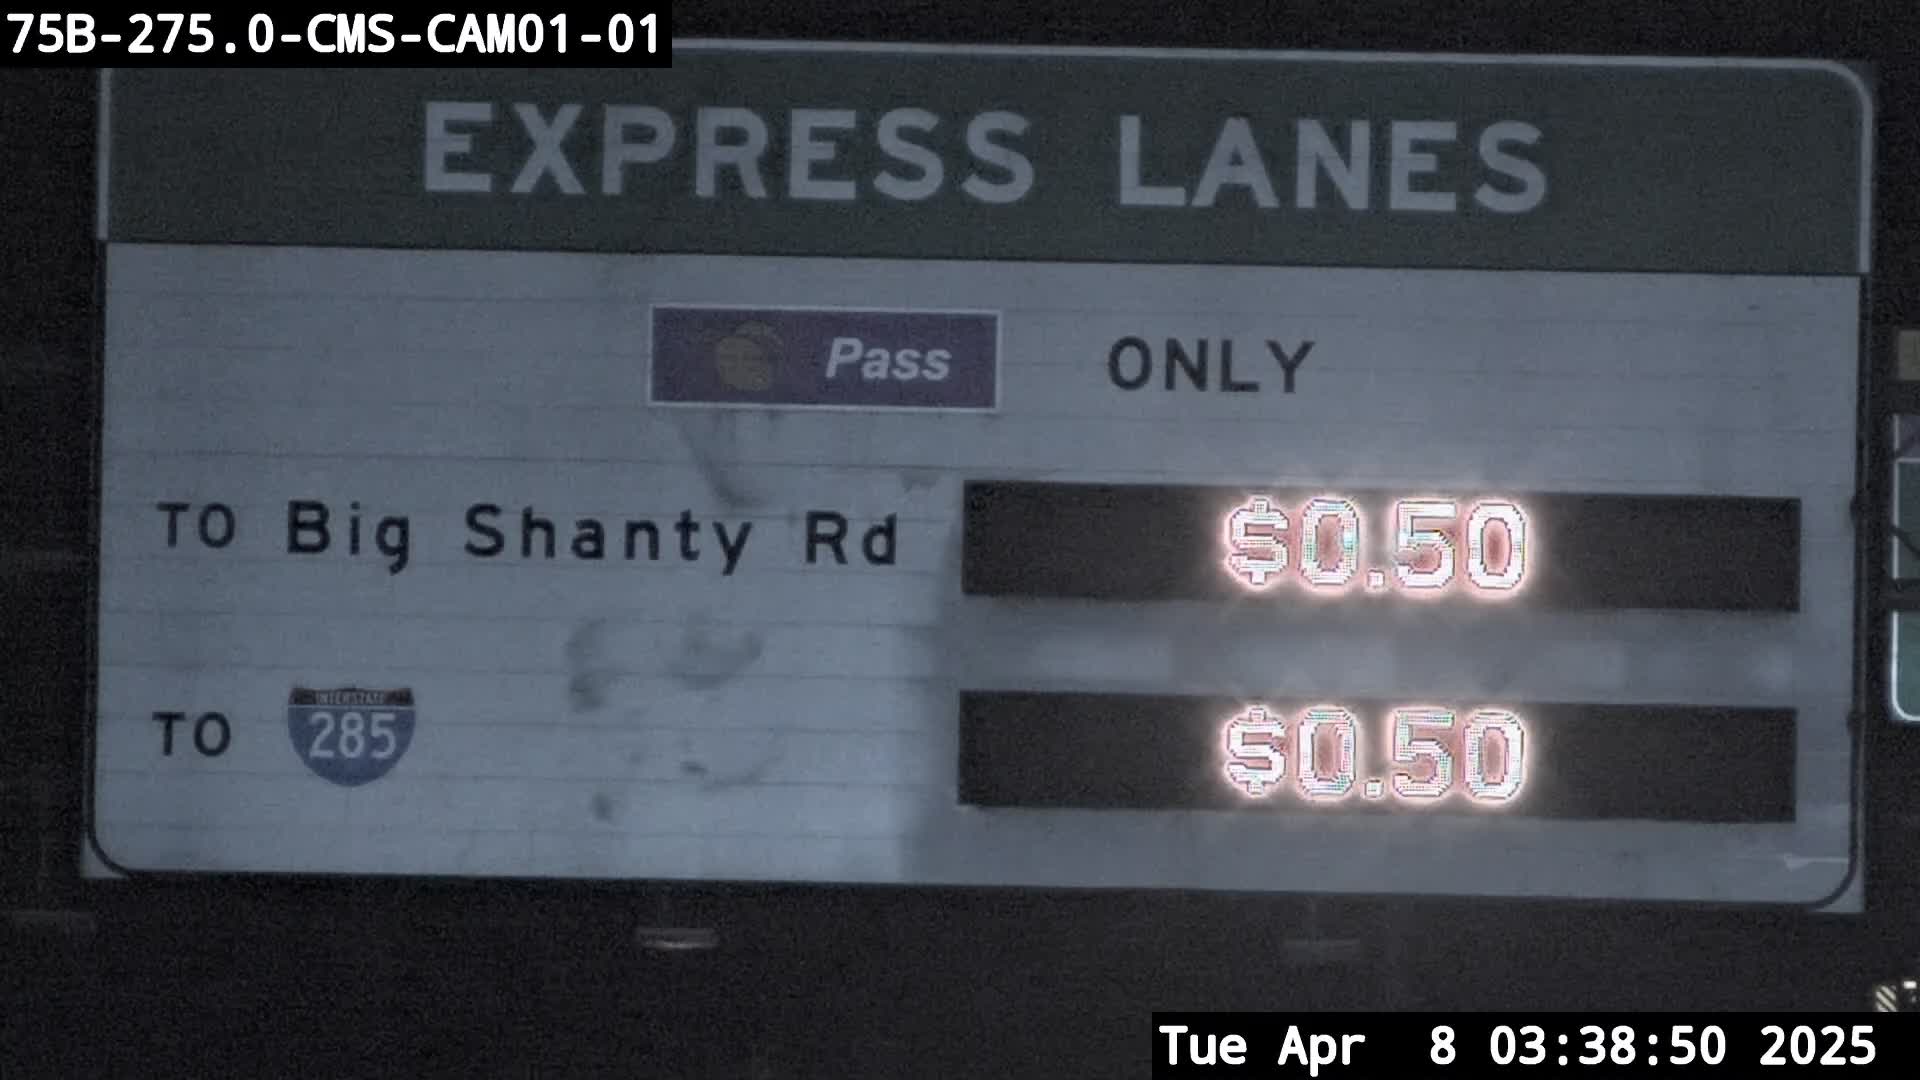 75B-275.0-CMS-CAM01-01
EXPRESS LANES
Pass ONLY
TO Big Shanty Rd $0.50
INTERSTATE
TO 285 $0.50
Tue Apr 8 03:38:50 2025